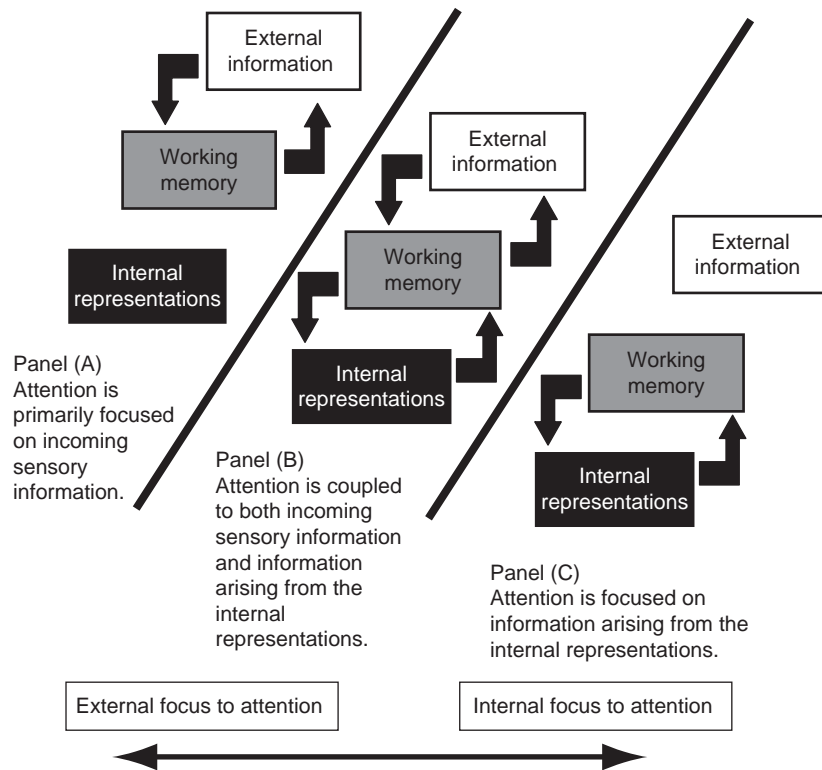 External
information
Working
memory
Internal
representations
Panel (A)
Attention is
primarily focused
on incoming
sensory
information.
External
information
Working
memory
Internal
representations
Panel (B)
Attention is coupled
to both incoming
sensory information
and information
arising from the
internal
representations.
External
information
Working
memory
Internal
representations
Panel (C)
Attention is focused on
information arising from the
internal representations.
External focus to attention
Internal focus to attention